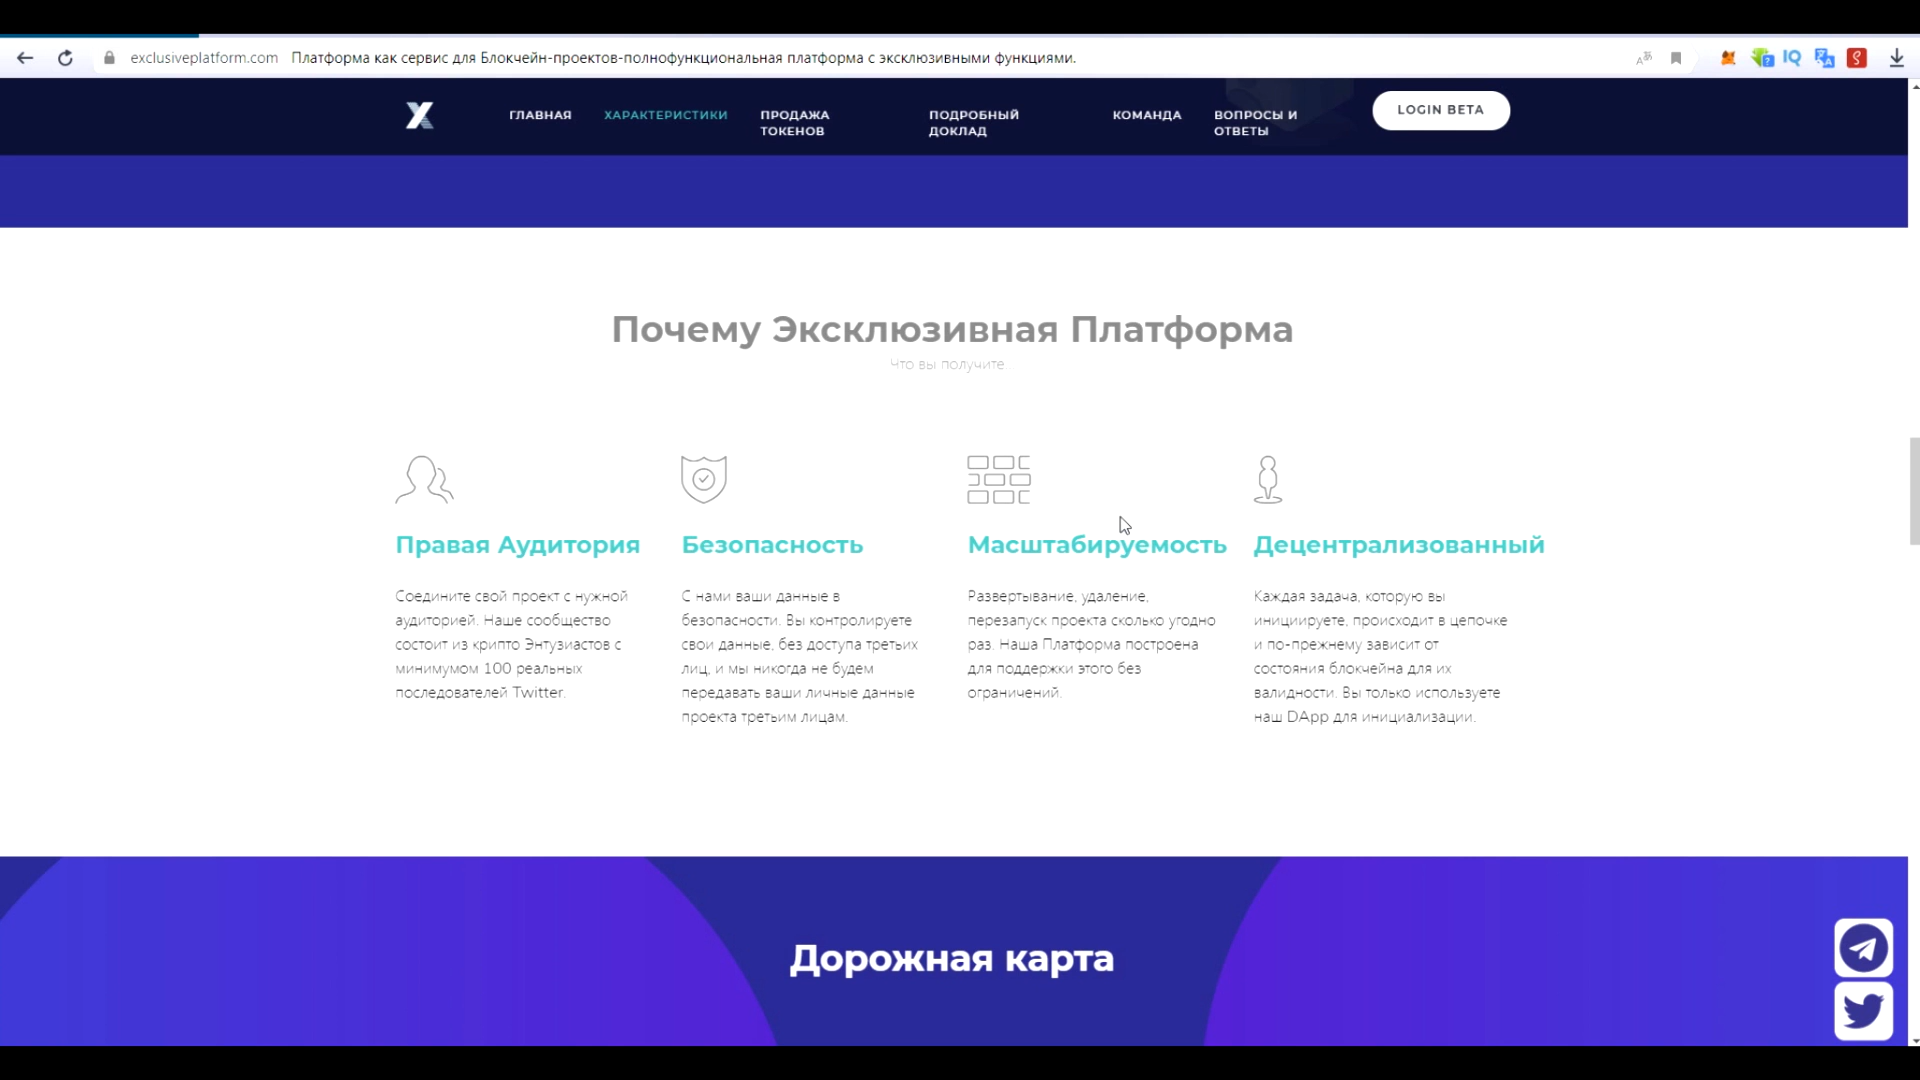 exclusiveplatform.com Платформа как сервис для Блокчейн-проектов-полнофункциональная платформа с эксклюзивными функциями.
ГЛАВНАЯ
ХАРАКТЕРИСТИКИ
ПРОДАЖА
ТОКЕНОВ
ПОДРОБНЫЙ
ДОКЛАД
КОМАНДА
ВОПРОСЫ И
ОТВЕТЫ
LOGIN BETA
Почему Эксклюзивная Платформа
Что вы получите...
Правая Аудитория
Соедините свой проект с нужной
аудиторией. Наше сообщество
состоит из крипто Энтузиастов с
минимумом 100 реальных
последователей Twitter.
Безопасность
С нами ваши данные в
безопасности. Вы контролируете
свои данные, без доступа третьих
лиц, и мы никогда не будем
передавать ваши личные данные
проекта третьим лицам.
Масштабируемость
Развертывание, удаление,
перезапуск проекта сколько угодно
раз. Наша Платформа построена
для поддержки этого без
ограничений.
Децентрализованный
Каждая задача, которую вы
инициируете, происходит в цепочке
и по-прежнему зависит от
состояния блокчейна для их
валидности. Вы только используете
наш DApp для инициализации.
Дорожная карта